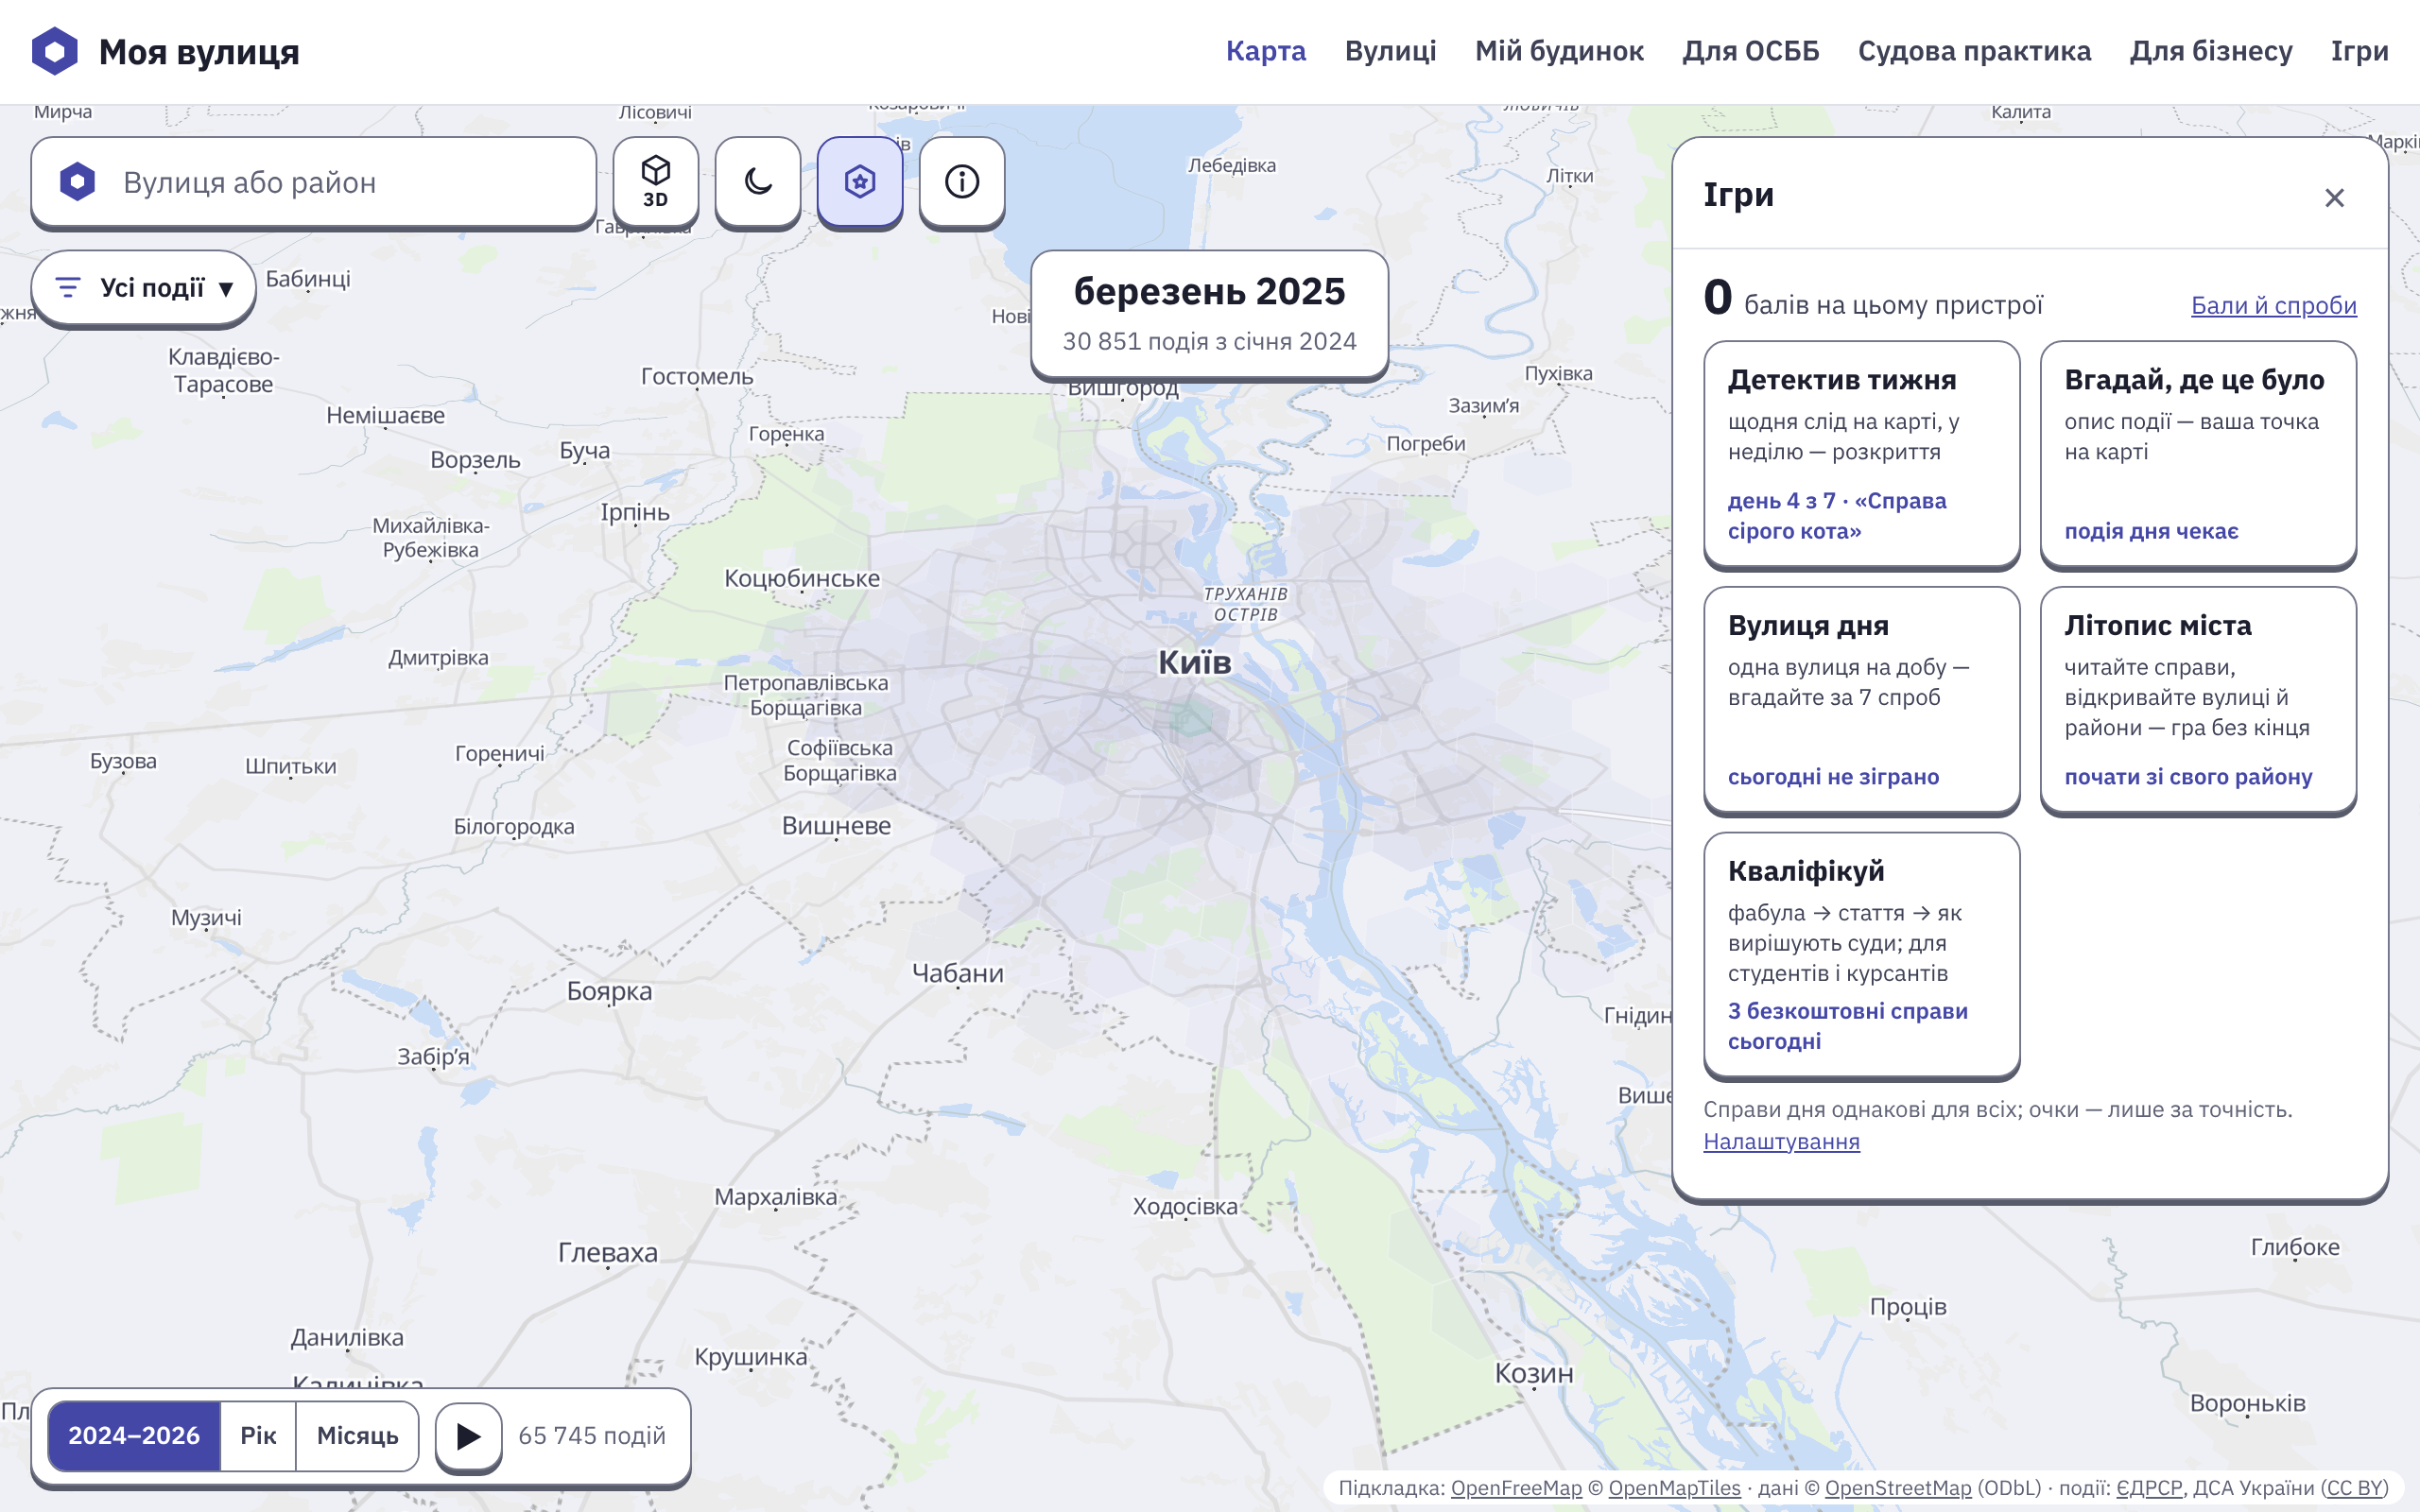 Моя вулиця
Карта Вулиці Мій будинок Для ОСББ Судова практика Для бізнесу Ігри
Мирча
Лісовичі
Калита
Вулиця або район
3D
Лебедівка
Літки
Усі події ▼
Бабинці
березень 2025
30 851 подія з січня 2024
Клавдієво-
Тарасове
Гостомель
Вишгород
Пухівка
Немішаєве
Зазим’я
Горенка
Погреби
Ворзель
Буча
Ірпінь
Михайлівка-
Рубежівка
Коцюбинське
ТРУХАНІВ
ОСТРІВ
Дмитрівка
Київ
Петропавлівська
Борщагівка
Софіївська
Борщагівка
Бузова
Шпитьки
Гореничі
Білогородка
Вишневе
Музичі
Чабани
Боярка
Забір’я
Мархалівка
Ходосівка
Глеваха
Данилівка
Крушинка
Козин
Глибоке
Проців
Вороньків
Ігри
0 балів на цьому пристрої Бали й спроби
Детектив тижня
щодня слід на карті, у
неділю — розкриття
день 4 з 7 · «Справа
сірого кота»
Вгадай, де це було
опис події — ваша точка
на карті
подія дня чекає
Вулиця дня
одна вулиця на добу —
вгадайте за 7 спроб
сьогодні не зіграно
Літопис міста
читайте справи,
відкривайте вулиці й
райони — гра без кінця
почати зі свого району
Кваліфікуй
фабула → стаття → як
вирішують суди; для
студентів і курсантів
3 безкоштовні справи
сьогодні
Справи дня однакові для всіх; очки — лише за точність.
Налаштування
2024–2026 Рік Місяць 65 745 подій
Підкладка: OpenFreeMap © OpenMapTiles · дані © OpenStreetMap (ODbL) · події: ЄДРСР, ДСА України (CC BY)